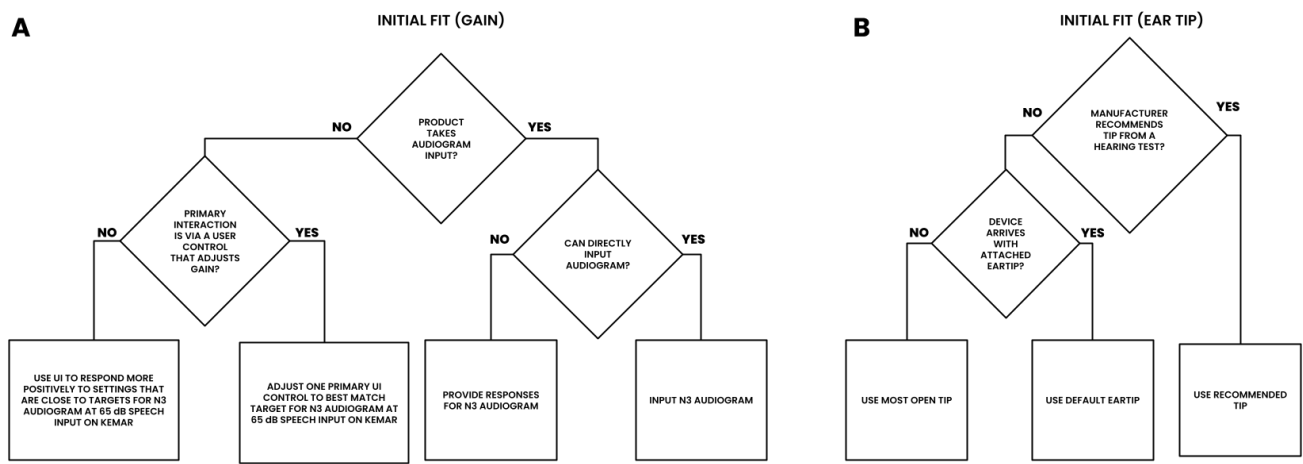 A
INITIAL FIT (GAIN)
PRODUCT
TAKES
AUDIOGRAM
INPUT?
NO
YES
PRIMARY
INTERACTION
IS VIA A USER
CONTROL
THAT ADJUSTS
GAIN?
NO
YES
CAN DIRECTLY
INPUT
AUDIOGRAM?
NO
YES
USE UI TO RESPOND MORE
POSITIVELY TO SETTINGS THAT
ARE CLOSE TO TARGETS FOR N3
AUDIOGRAM AT 65 dB SPEECH
INPUT ON KEMAR
ADJUST ONE PRIMARY UI
CONTROL TO BEST MATCH
TARGET FOR N3 AUDIOGRAM AT
65 dB SPEECH INPUT ON KEMAR
PROVIDE RESPONSES
FOR N3 AUDIOGRAM
INPUT N3 AUDIOGRAM
B
INITIAL FIT (EAR TIP)
MANUFACTURER
RECOMMENDS
TIP FROM A
HEARING TEST?
NO
YES
DEVICE
ARRIVES
WITH
ATTACHED
EARTIP?
NO
YES
USE MOST OPEN TIP
USE DEFAULT EARTIP
USE RECOMMENDED
TIP